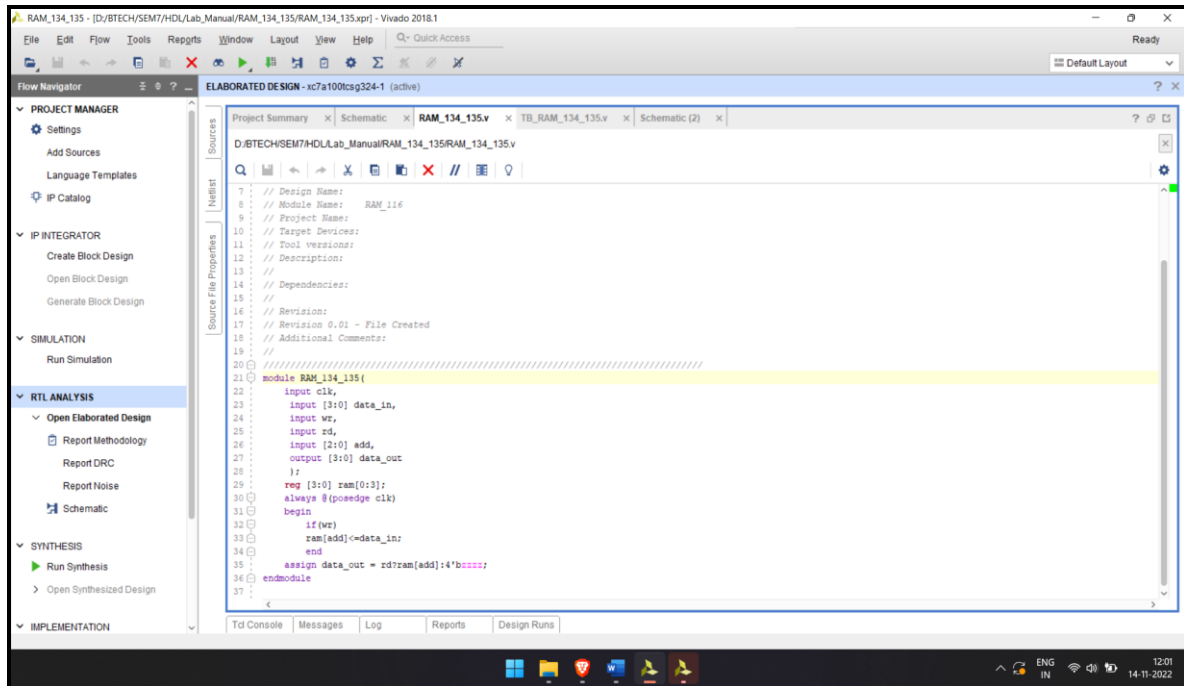 RAM_134_135 - [D:/BTECH/SEM7/HDL/Lab_Manual/RAM_134_135/RAM_134_135.xpr] - Vivado 2018.1
File Edit Flow Tools Reports Window Layout View Help Q- Quick Access
Ready
Default Layout
Flow Navigator
PROJECT MANAGER
Settings
Add Sources
Language Templates
IP Catalog
IP INTEGRATOR
Create Block Design
Open Block Design
Generate Block Design
SIMULATION
Run Simulation
RTL ANALYSIS
Open Elaborated Design
Report Methodology
Report DRC
Report Noise
Schematic
SYNTHESIS
Run Synthesis
Open Synthesized Design
IMPLEMENTATION
ELABORATED DESIGN - xc7a100tcsg324-1 (active)
Sources
Netlist
Source File Properties
Project Summary Schematic RAM_134_135.v TB_RAM_134_135.v Schematic (2)
D:/BTECH/SEM7/HDL/Lab_Manual/RAM_134_135/RAM_134_135.v
7 // Design Name:
8 // Module Name: RAM_116
9 // Project Name:
10 // Target Devices:
11 // Tool versions:
12 // Description:
13 //
14 // Dependencies:
15 //
16 // Revision:
17 // Revision 0.01 - File Created
18 // Additional Comments:
19 //
20 //////////////////////////////////////////////////////////////////////////////////
21 module RAM_134_135(
22 input clk,
23 input [3:0] data_in,
24 input wr,
25 input rd,
26 input [2:0] add,
27 output [3:0] data_out
28 );
29 reg [3:0] ram[0:3];
30 always @(posedge clk)
31 begin
32 if(wr)
33 ram[add]<=data_in;
34 end
35 assign data_out = rd?ram[add]:4'bzzzz;
36 endmodule
37
Tcl Console Messages Log Reports Design Runs
ENG
IN
12:01
14-11-2022